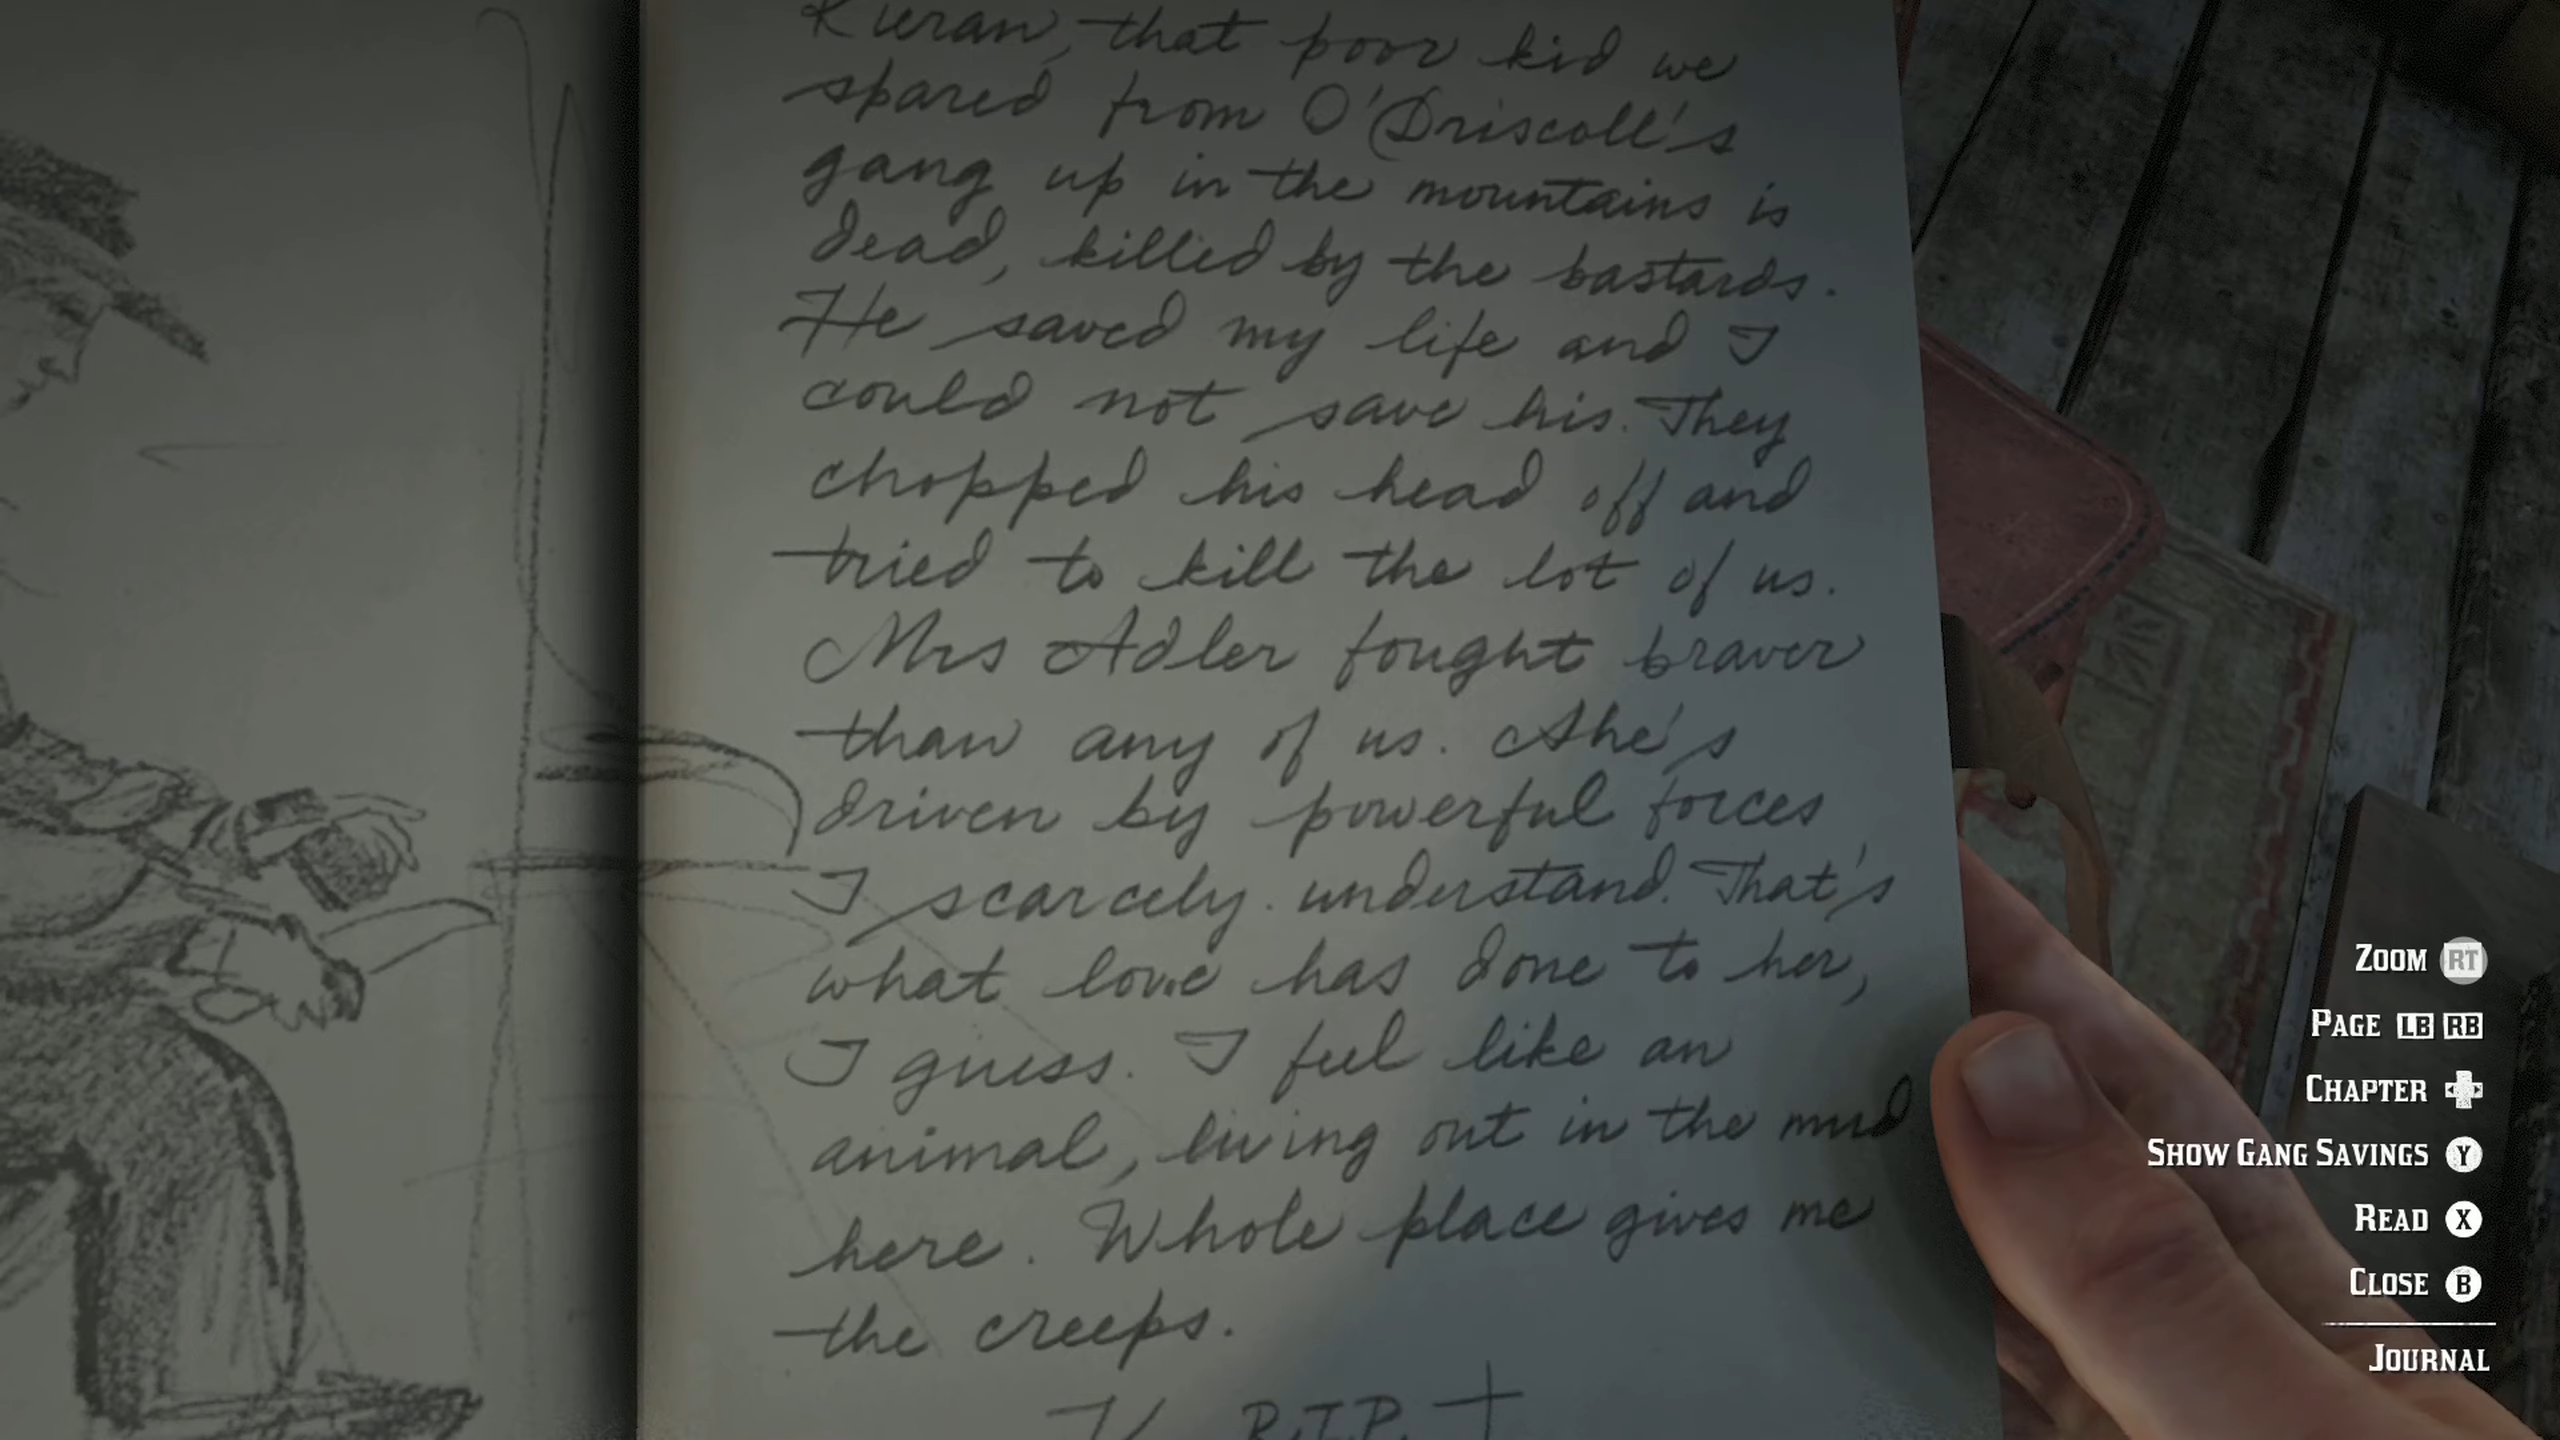 Kieran, that poor kid we
spared from O'Driscoll's
gang up in the mountains is
dead, killed by the bastards.
He saved my life and I
could not save his. They
chopped his head off and
tried to kill the lot of us.
Mrs Adler fought braver
than any of us. She's
driven by powerful forces
I scarcely understand. That's
what love has done to her,
I guess. I feel like an
animal, living out in the mud
here. Whole place gives me
the creeps.
R.I.P.
ZOOM RT
PAGE LB RB
CHAPTER
SHOW GANG SAVINGS Y
READ X
CLOSE B
JOURNAL